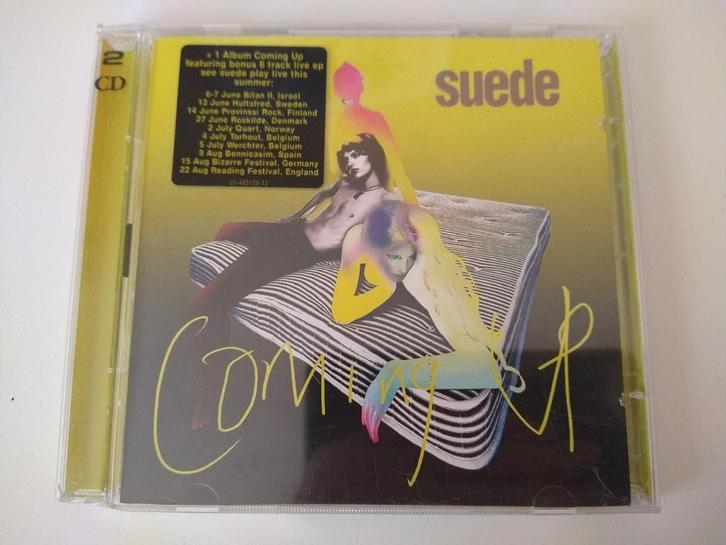 2
CD
+ 1 Album Coming Up
featuring bonus 6 track live ep
see suede play live this
summer:
6-7 June Bitan II, Israel
13 June Hultsfred, Sweden
14 June Provinssi Rock, Finland
27 June Roskilde, Denmark
2 July Quart, Norway
4 July Torhout, Belgium
5 July Werchter, Belgium
9 Aug Bennicasim, Spain
15 Aug Bizarre Festival, Germany
22 Aug Reading Festival, England
suede
Coming Up